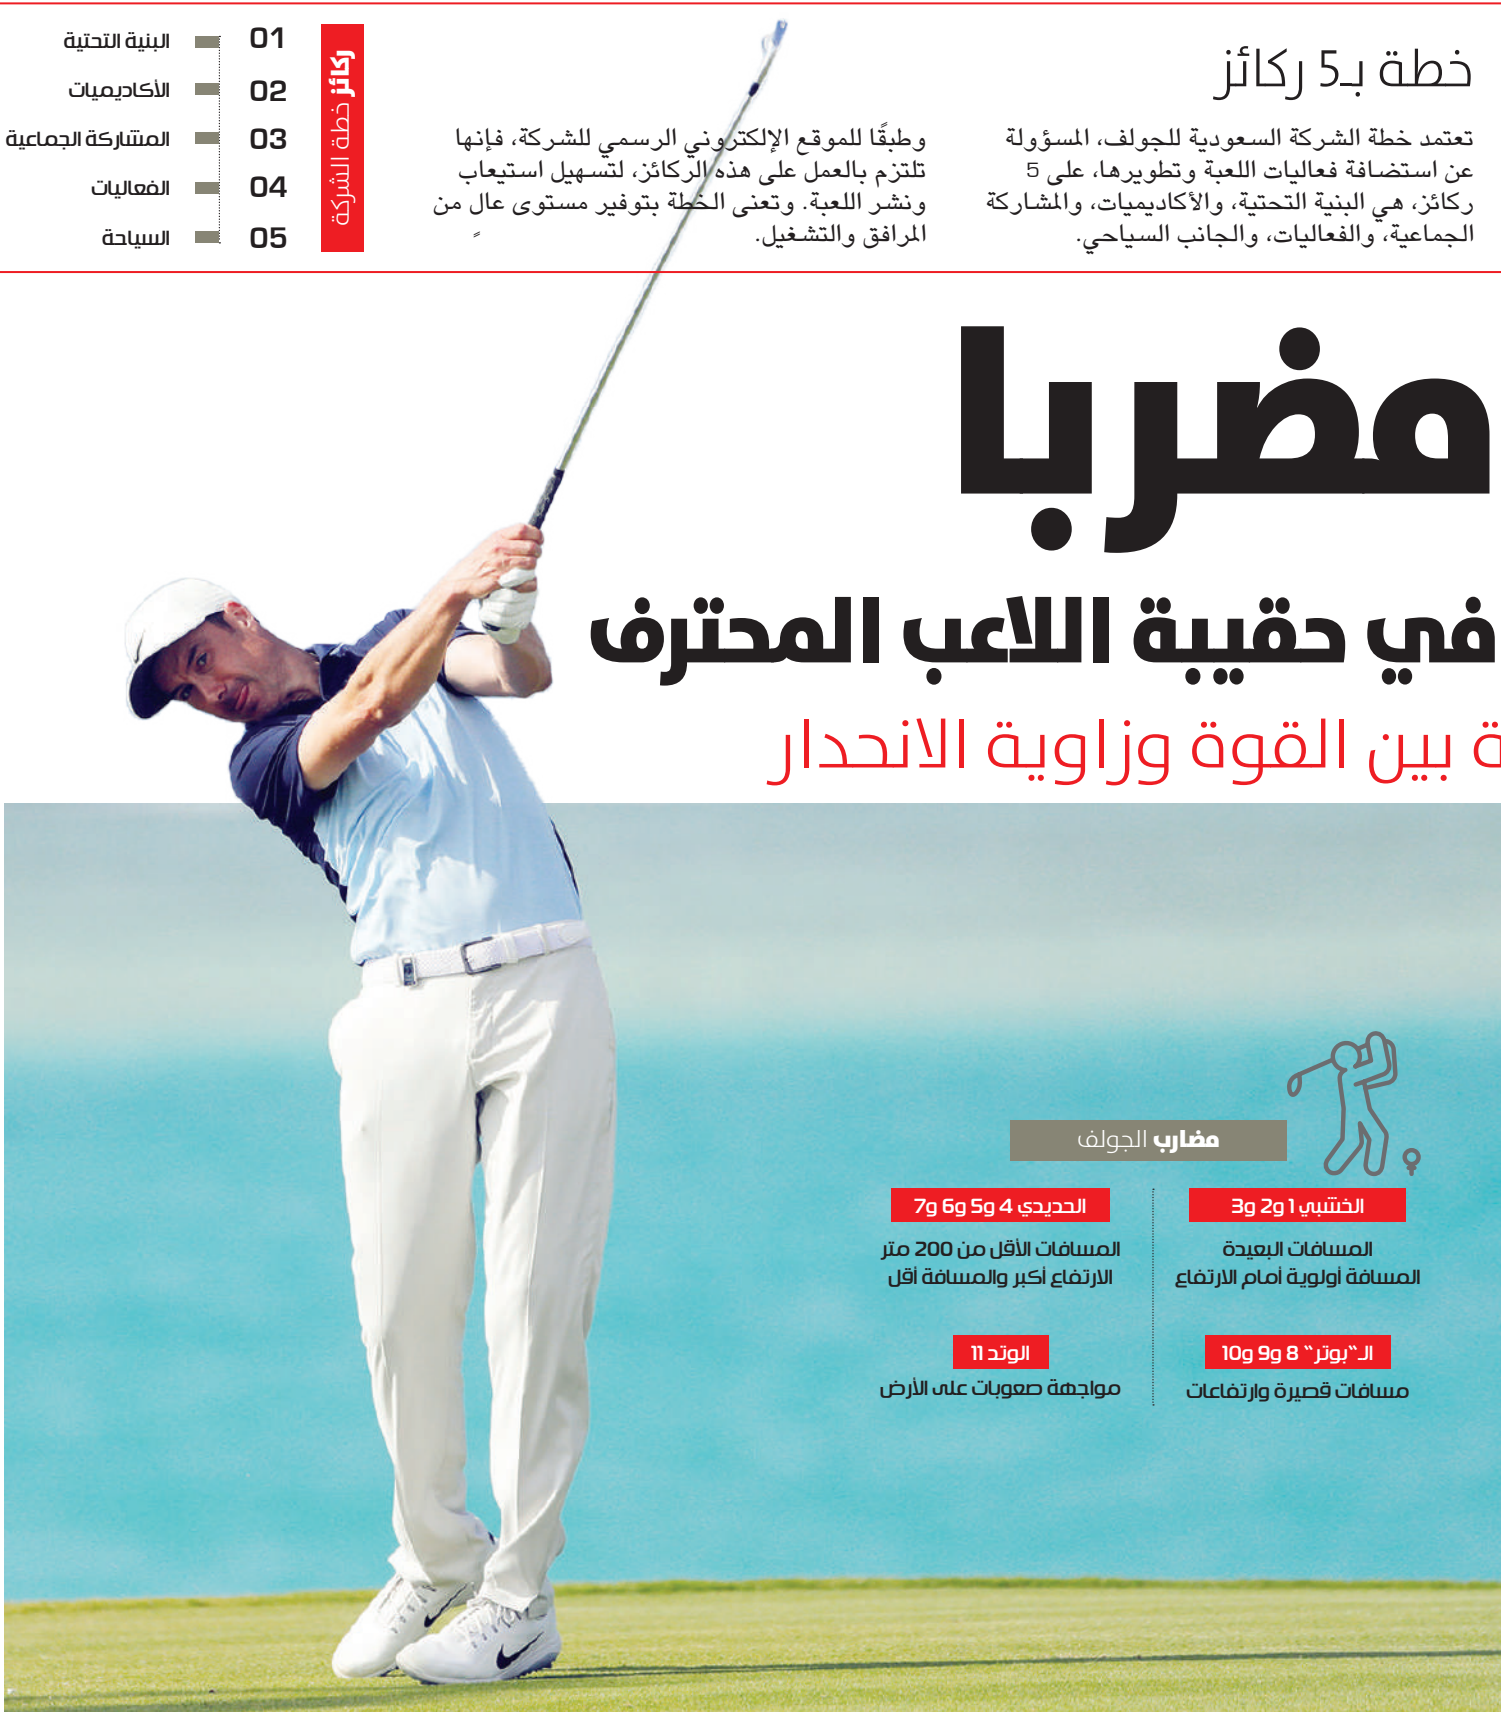 خطة بـ5 ركائز
تعتمد خطة الشركة السعودية للجولف، المسؤولة
عن استضافة فعاليات اللعبة وتطويرها، على 5
ركائز، هي البنية التحتية، والأكاديميات، والمشاركة
الجماعية، والفعاليات، والجانب السياحي.
وطبقًا للموقع الإلكتروني الرسمي للشركة، فإنها
تلتزم بالعمل على هذه الركائز، لتسهيل استيعاب
ونشر اللعبة. وتعنى الخطة بتوفير مستوى عالٍ من
المرافق والتشغيل.
ركائز خطة الشركة
01 البنية التحتية
02 الأكاديميات
03 المشاركة الجماعية
04 الفعاليات
05 السياحة
مضربا
في حقيبة اللاعب المحترف
ة بين القوة وزاوية الانحدار
مضارب الجولف
الخشبي 1 و2 و3
المسافات البعيدة
المسافة أولوية أمام الارتفاع
الحديدي 4 و5 و6 و7
المسافات الأقل من 200 متر
الارتفاع أكبر والمسافة أقل
الـ“بوتر” 8 و9 و10
مسافات قصيرة وارتفاعات
الوتد 11
مواجهة صعوبات على الأرض